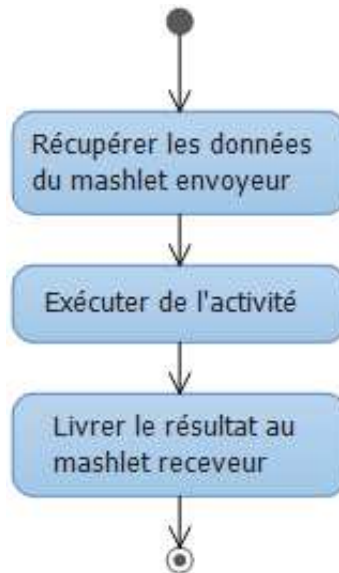 Récupérer les données
du mashlet envoyeur
Exécuter de l'activité
Livrer le résultat au
mashlet receveur